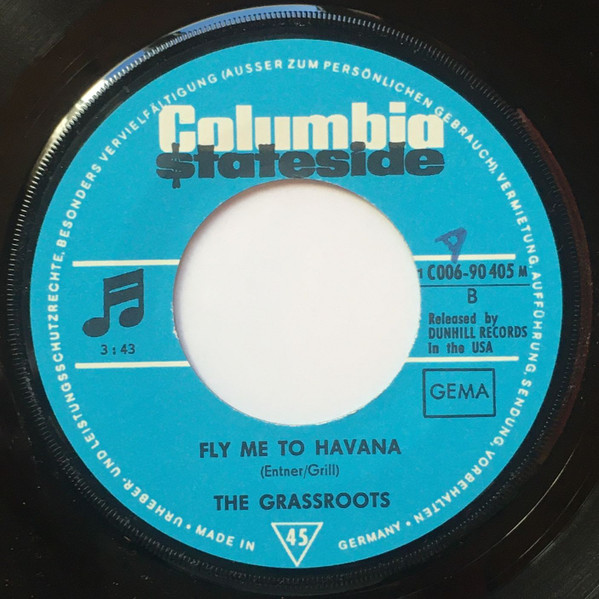 URHEBER- UND LEISTUNGSSCHUTZRECHTE, BESONDERS VERVIELFÄLTIGUNG (AUSSER ZUM PERSÖNLICHEN GEBRAUCH), VERMIETUNG, AUFFÜHRUNG, SENDUNG, VORBEHALTEN
Columbia
$tateside
1 C006-90 405 M
B
Released by
DUNHILL RECORDS
in the USA
3:43
GEMA
FLY ME TO HAVANA
(Entner/Grill)
THE GRASSROOTS
• MADE IN 45 GERMANY •